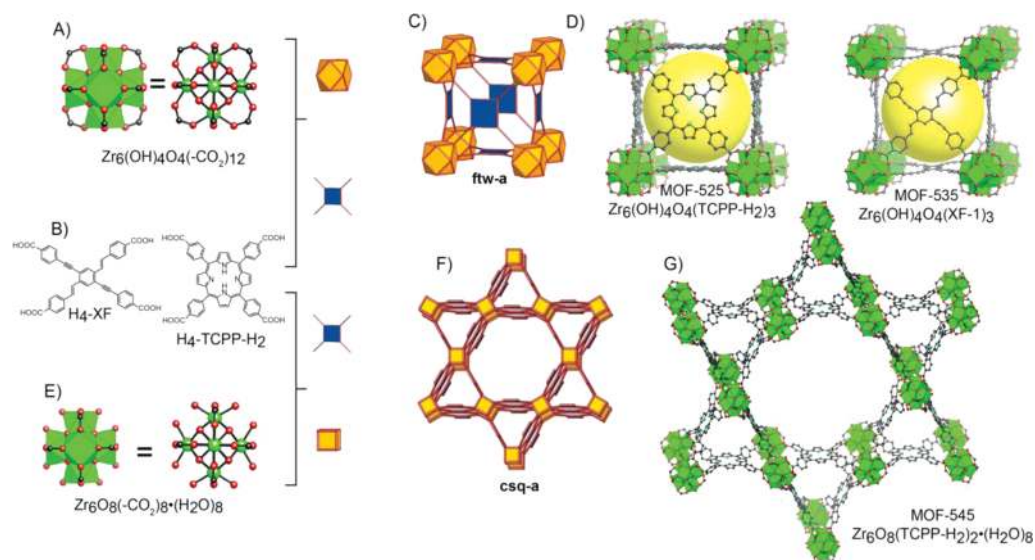 A)
Zr6(OH)4O4(-CO2)12
B)
HOOC
COOH
HOOC
COOH
H4-XF
HOOC
COOH
NH
N
N
HN
HOOC
COOH
H4-TCPP-H2
E)
Zr6O8(-CO2)8•(H2O)8
C)
ftw-a
D)
MOF-525
Zr6(OH)4O4(TCPP-H2)3
MOF-535
Zr6(OH)4O4(XF-1)3
F)
csq-a
G)
MOF-545
Zr6O8(TCPP-H2)2•(H2O)8